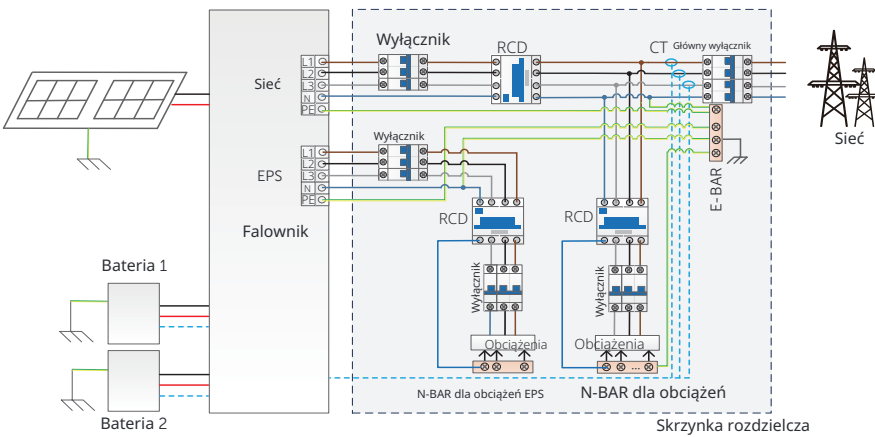 Wyłącznik
RCD
CT
Główny wyłącznik
L1
L2
L3
N
PE
Sieć
Sieć
Wyłącznik
L1
L2
L3
N
PE
EPS
E-BAR
RCD
RCD
Falownik
Bateria 1
Wyłącznik
Wyłącznik
Obciążenia
Obciążenia
...
N-BAR dla obciążeń EPS
N-BAR dla obciążeń
Bateria 2
Skrzynka rozdzielcza